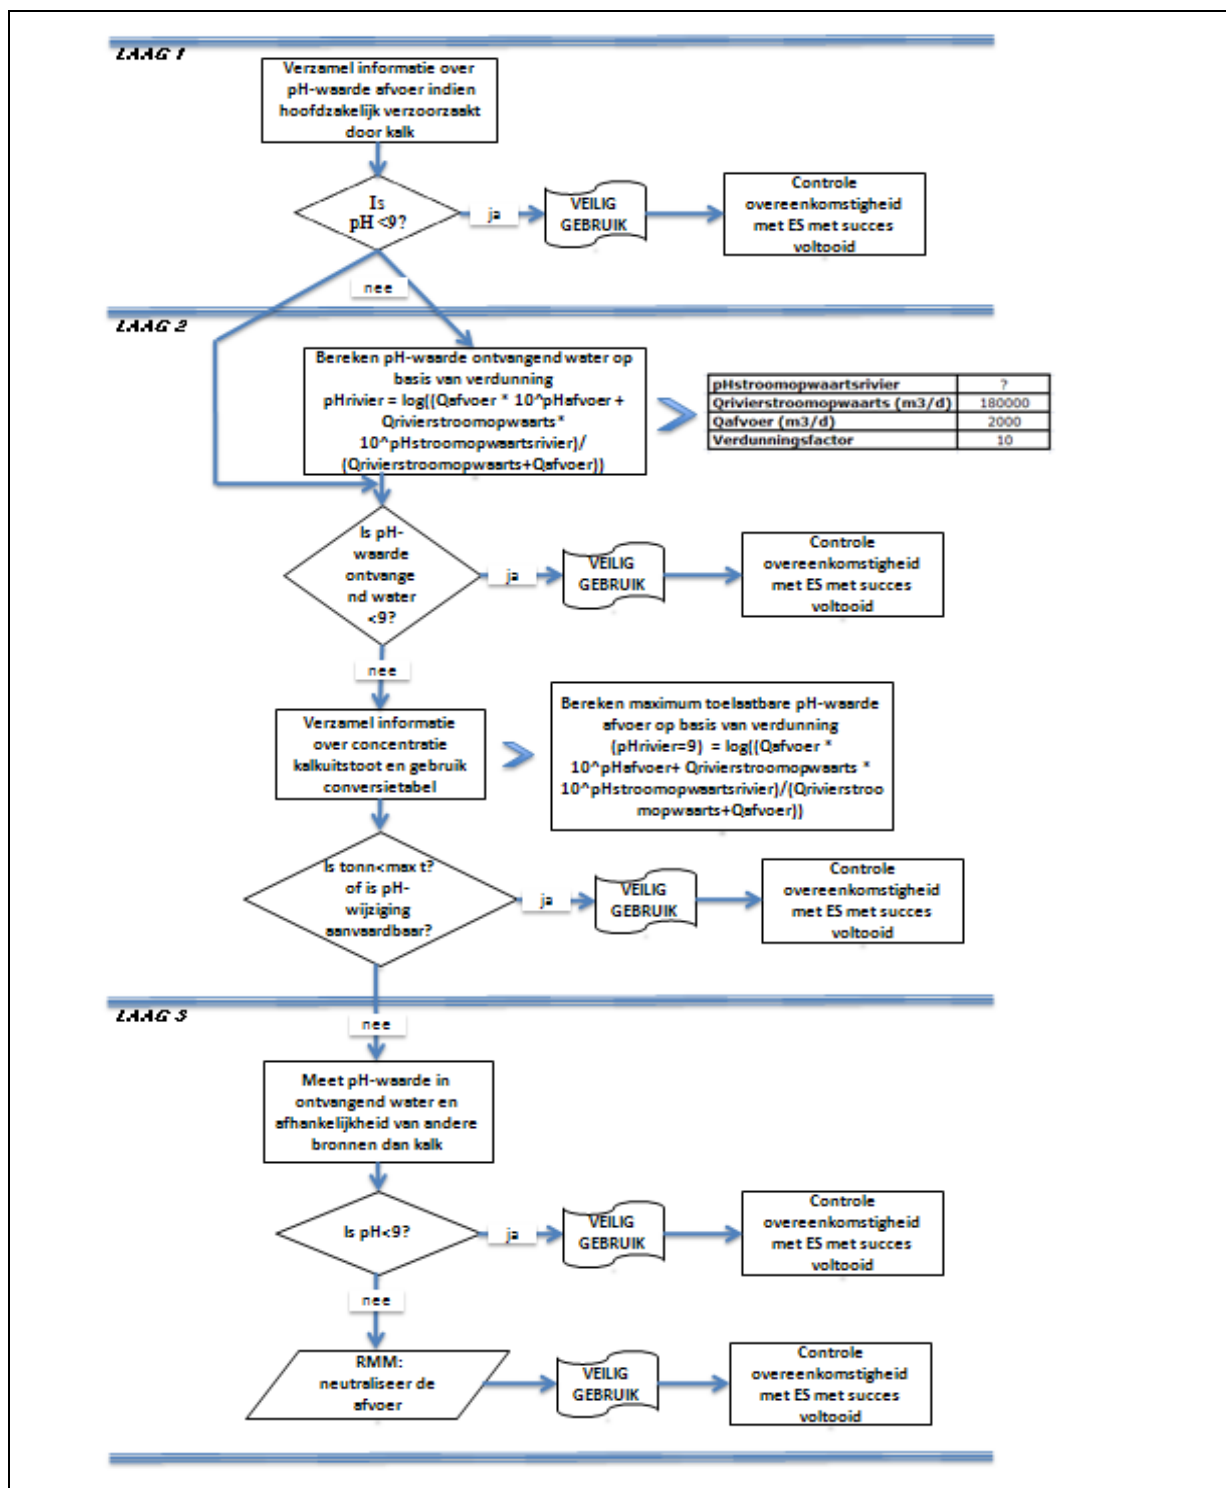 LAAG 1
Verzamel informatie over
pH-waarde afvoer indien
hoofdzakelijk verzoorzaakt
door kalk
Is
pH <9?
ja
VEILIG
GEBRUIK
Controle
overeenkomstigheid
met ES met succes
voltooid
nee
LAAG 2
Bereken pH-waarde ontvangend water op
basis van verdunning
pHrivier = log((Qafvoer * 10^pHafvoer +
Qrivierstroomopwaarts*
10^pHstroomopwaartsrivier)/
(Qrivierstroomopwaarts+Qafvoer))
pHstroomopwaartsrivier ?
Qrivierstroomopwaarts (m3/d) 180000
Qafvoer (m3/d) 2000
Verdunningsfactor 10
Is pH-
waarde
ontvange
nd water
<9?
ja
VEILIG
GEBRUIK
Controle
overeenkomstigheid
met ES met succes
voltooid
nee
Verzamel informatie
over concentratie
kalkuitstoot en gebruik
conversietabel
Bereken maximum toelaatbare pH-waarde
afvoer op basis van verdunning
(pHrivier=9) = log((Qafvoer *
10^pHafvoer+ Qrivierstroomopwaarts *
10^pHstroomopwaartsrivier)/(Qrivierstroo
mopwaarts+Qafvoer))
Is tonn<max t?
of is pH-
wijziging
aanvaardbaar?
ja
VEILIG
GEBRUIK
Controle
overeenkomstigheid
met ES met succes
voltooid
LAAG 3
nee
Meet pH-waarde in
ontvangend water en
afhankelijkheid van andere
bronnen dan kalk
Is pH<9?
ja
VEILIG
GEBRUIK
Controle
overeenkomstigheid
met ES met succes
voltooid
nee
RMM:
neutraliseer de
afvoer
VEILIG
GEBRUIK
Controle
overeenkomstigheid
met ES met succes
voltooid